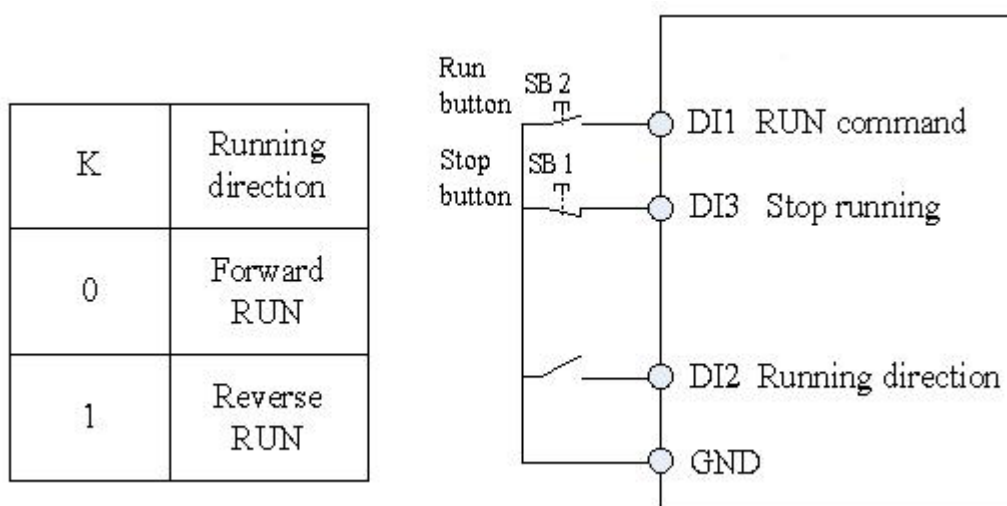 K
Running
direction
0
Forward
RUN
1
Reverse
RUN
Run
button
SB 2
DI1 RUN command
Stop
button
SB 1
DI3 Stop running
DI2 Running direction
GND